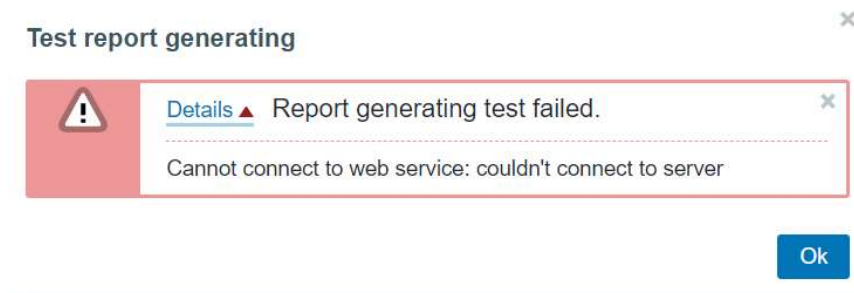 Test report generating
Details Report generating test failed.
Cannot connect to web service: couldn't connect to server
Ok